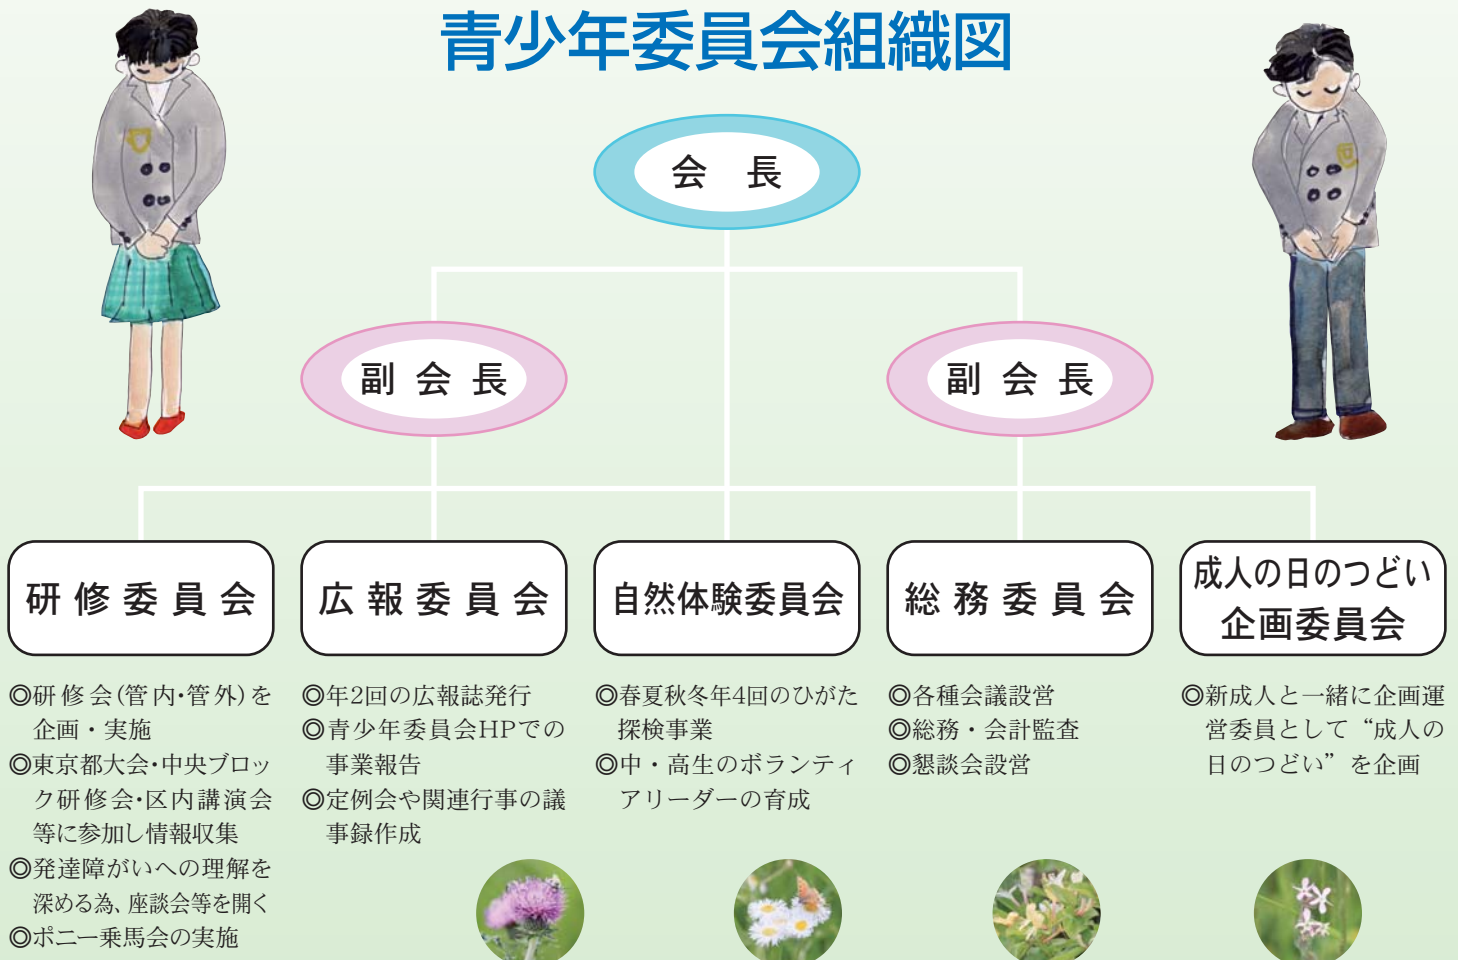 青少年委員会組織図
会長
副会長
副会長
研修委員会
◎研修会(管内・管外)を
企画・実施
◎東京都大会・中央ブロッ
ク研修会・区内講演会
等に参加し情報収集
◎発達障がいへの理解を
深める為、座談会等を開く
◎ポニー乗馬会の実施
広報委員会
◎年2回の広報誌発行
◎青少年委員会HPでの
事業報告
◎定例会や関連行事の議
事録作成
自然体験委員会
◎春夏秋冬年4回のひがた
探検事業
◎中・高生のボランティ
アリーダーの育成
総務委員会
◎各種会議設営
◎総務・会計監査
◎懇談会設営
成人の日のつどい
企画委員会
◎新成人と一緒に企画運
営委員として“成人の
日のつどい”を企画